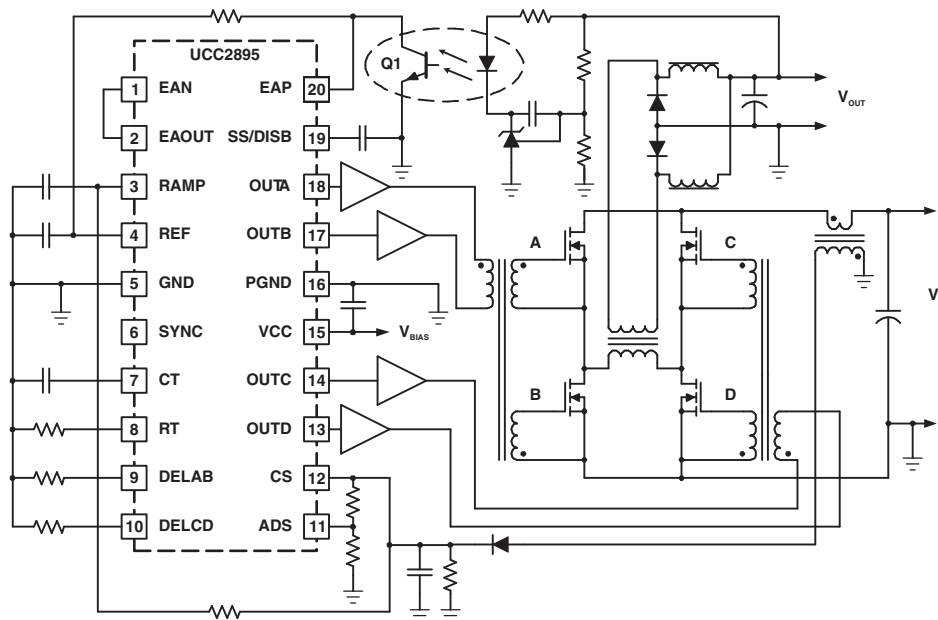 UCC2895
Q1
1 EAN EAP 20
2 EAOUT SS/DISB 19
3 RAMP OUTA 18
4 REF OUTB 17
5 GND PGND 16
6 SYNC VCC 15
7 CT OUTC 14
8 RT OUTD 13
9 DELAB CS 12
10 DELCD ADS 11
VBIAS
VOUT
A
C
B
D
V